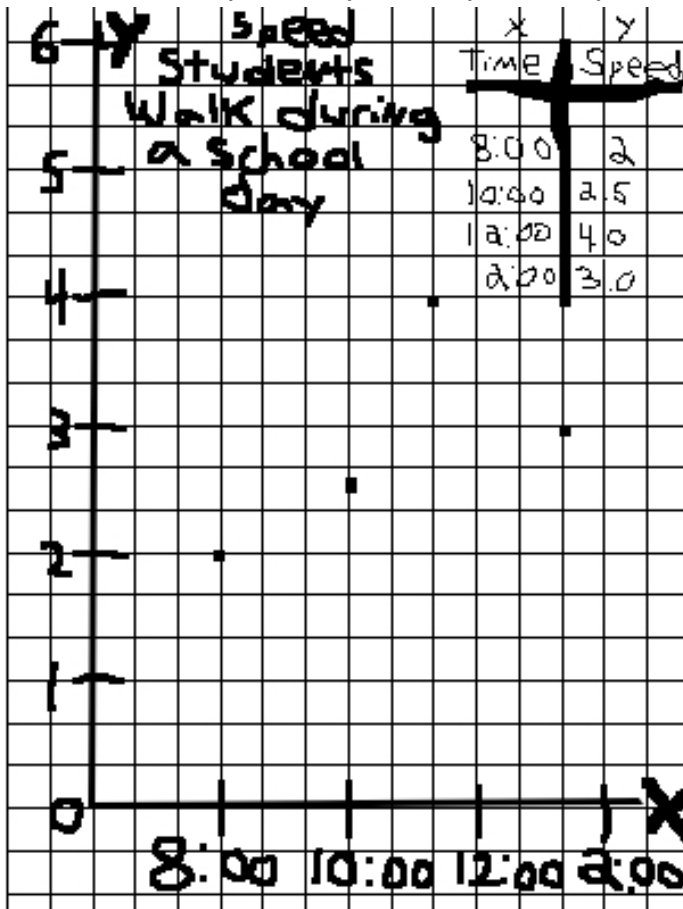 Speed
Students
Walk during
a School
Day
X Y
Time Speed
8:00 2
10:00 2.5
12:00 4.0
2:00 3.0
Y
6
5
4
3
2
1
0
X
8:00 10:00 12:00 2:00